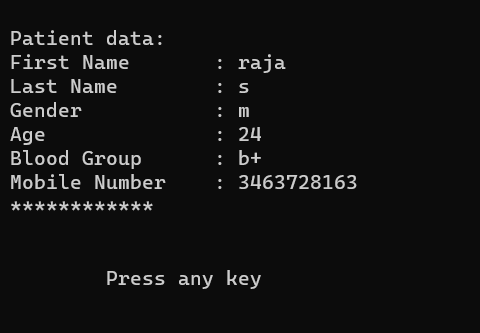 Patient data:
First Name       : raja
Last Name        : s
Gender           : m
Age              : 24
Blood Group      : b+
Mobile Number    : 3463728163
************
Press any key